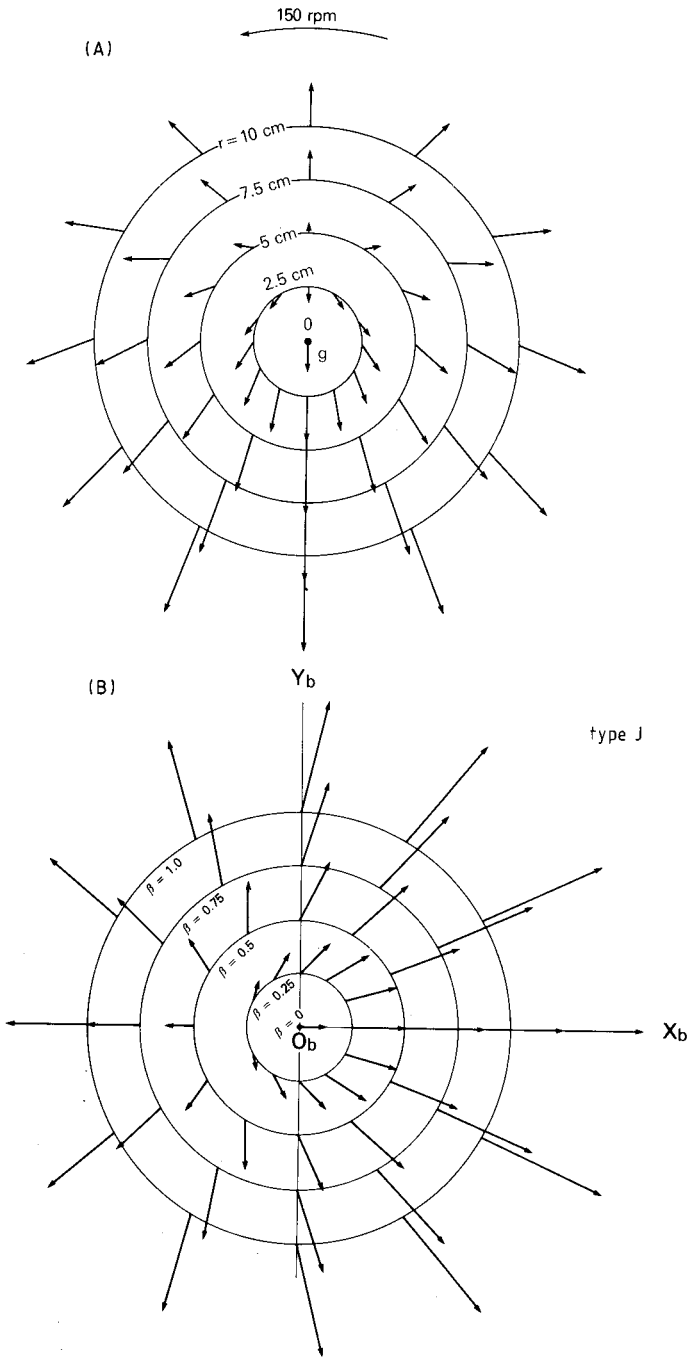 150 rpm
(A)
r = 10 cm
7.5 cm
5 cm
2.5 cm
0
g
Yb
(B)
type J
β = 1.0
β = 0.75
β = 0.5
β = 0.25
β = 0
Ob
Xb